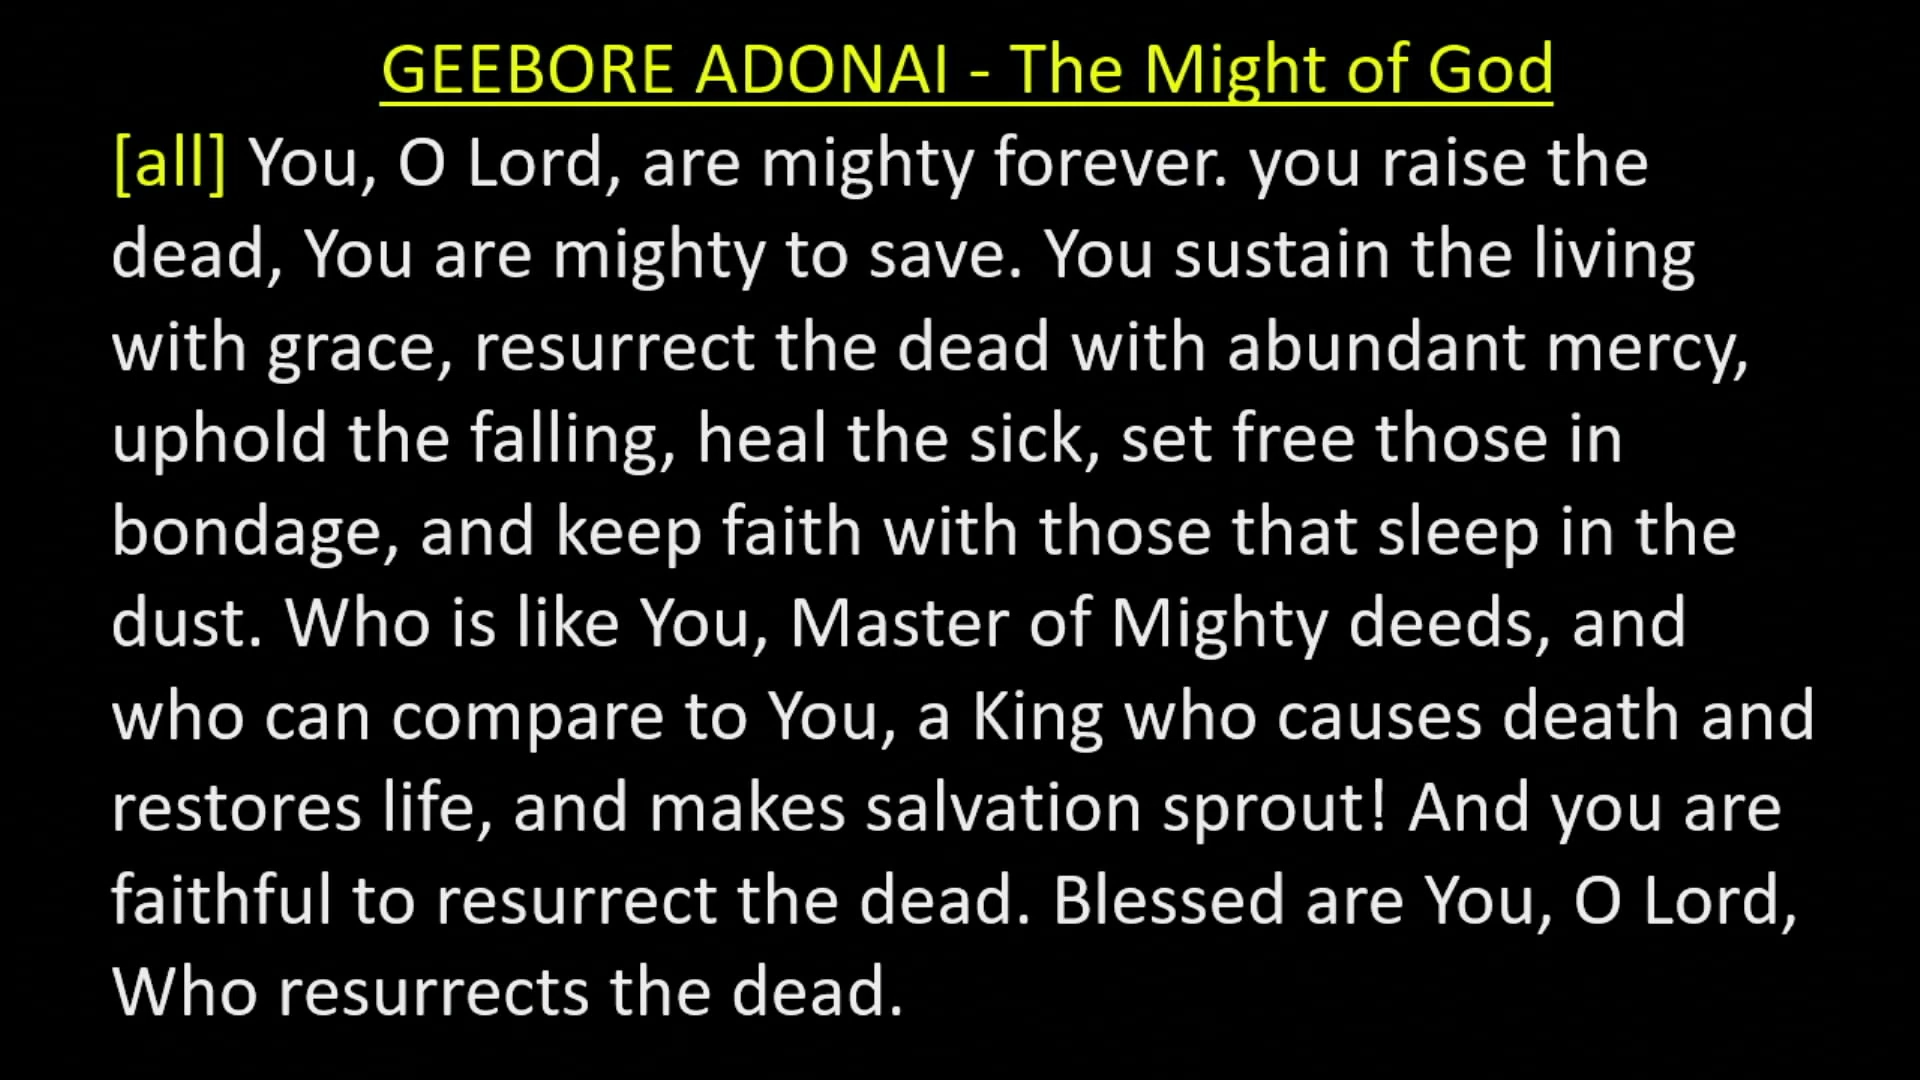 GEEBORE ADONAI - The Might of God
[all] You, O Lord, are mighty forever. you raise the
dead, You are mighty to save. You sustain the living
with grace, resurrect the dead with abundant mercy,
uphold the falling, heal the sick, set free those in
bondage, and keep faith with those that sleep in the
dust. Who is like You, Master of Mighty deeds, and
who can compare to You, a King who causes death and
restores life, and makes salvation sprout! And you are
faithful to resurrect the dead. Blessed are You, O Lord,
Who resurrects the dead.